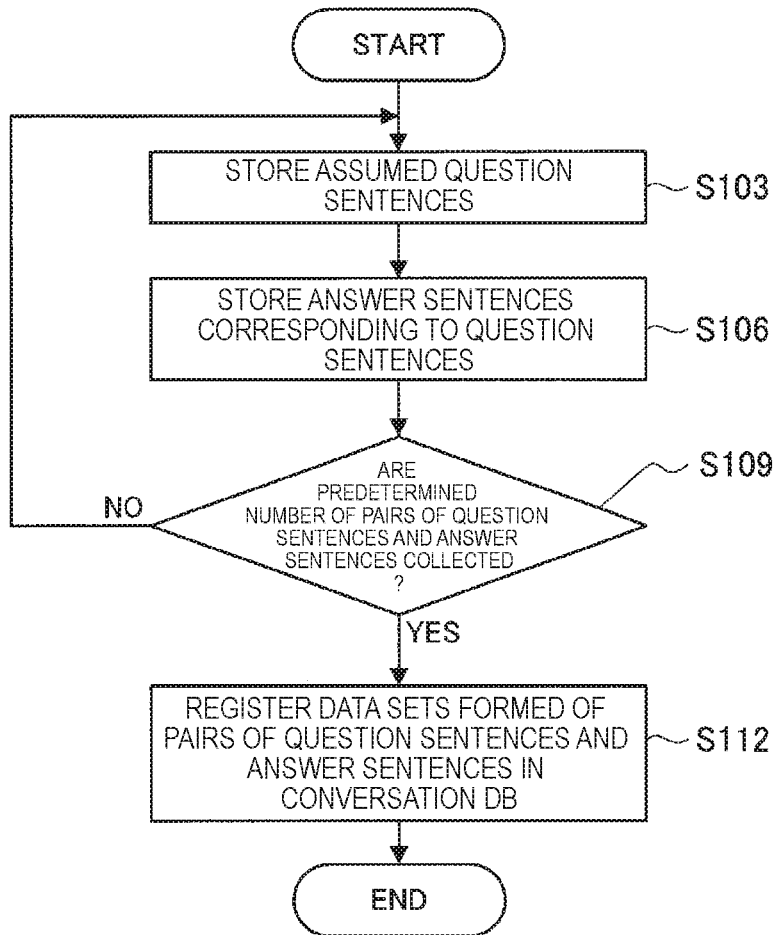 START
STORE ASSUMED QUESTION
SENTENCES
S103
STORE ANSWER SENTENCES
CORRESPONDING TO QUESTION
SENTENCES
S106
ARE
PREDETERMINED
NUMBER OF PAIRS OF QUESTION
SENTENCES AND ANSWER
SENTENCES COLLECTED
?
S109
NO
YES
REGISTER DATA SETS FORMED OF
PAIRS OF QUESTION SENTENCES AND
ANSWER SENTENCES IN
CONVERSATION DB
S112
END